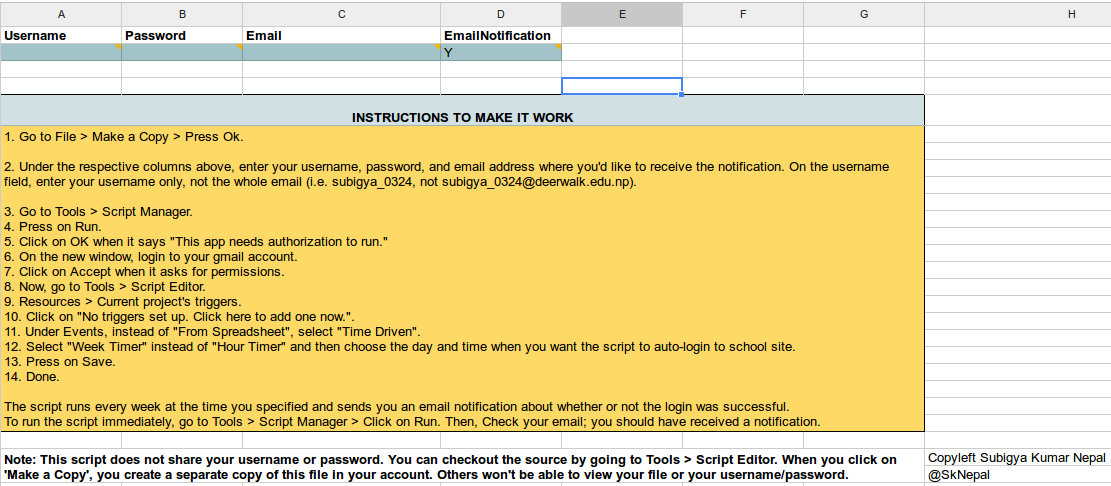 A B C D E F G H
Username Password Email EmailNotification
Y
INSTRUCTIONS TO MAKE IT WORK
1. Go to File > Make a Copy > Press Ok.
2. Under the respective columns above, enter your username, password, and email address where you'd like to receive the notification. On the username
field, enter your username only, not the whole email (i.e. subigya_0324, not subigya_0324@deerwalk.edu.np).
3. Go to Tools > Script Manager.
4. Press on Run.
5. Click on OK when it says "This app needs authorization to run."
6. On the new window, login to your gmail account.
7. Click on Accept when it asks for permissions.
8. Now, go to Tools > Script Editor.
9. Resources > Current project's triggers.
10. Click on "No triggers set up. Click here to add one now.".
11. Under Events, instead of "From Spreadsheet", select "Time Driven".
12. Select "Week Timer" instead of "Hour Timer" and then choose the day and time when you want the script to auto-login to school site.
13. Press on Save.
14. Done.
The script runs every week at the time you specified and sends you an email notification about whether or not the login was successful.
To run the script immediately, go to Tools > Script Manager > Click on Run. Then, Check your email; you should have received a notification.
Note: This script does not share your username or password. You can checkout the source by going to Tools > Script Editor. When you click on
'Make a Copy', you create a separate copy of this file in your account. Others won't be able to view your file or your username/password.
Copyleft Subigya Kumar Nepal
@SkNepal